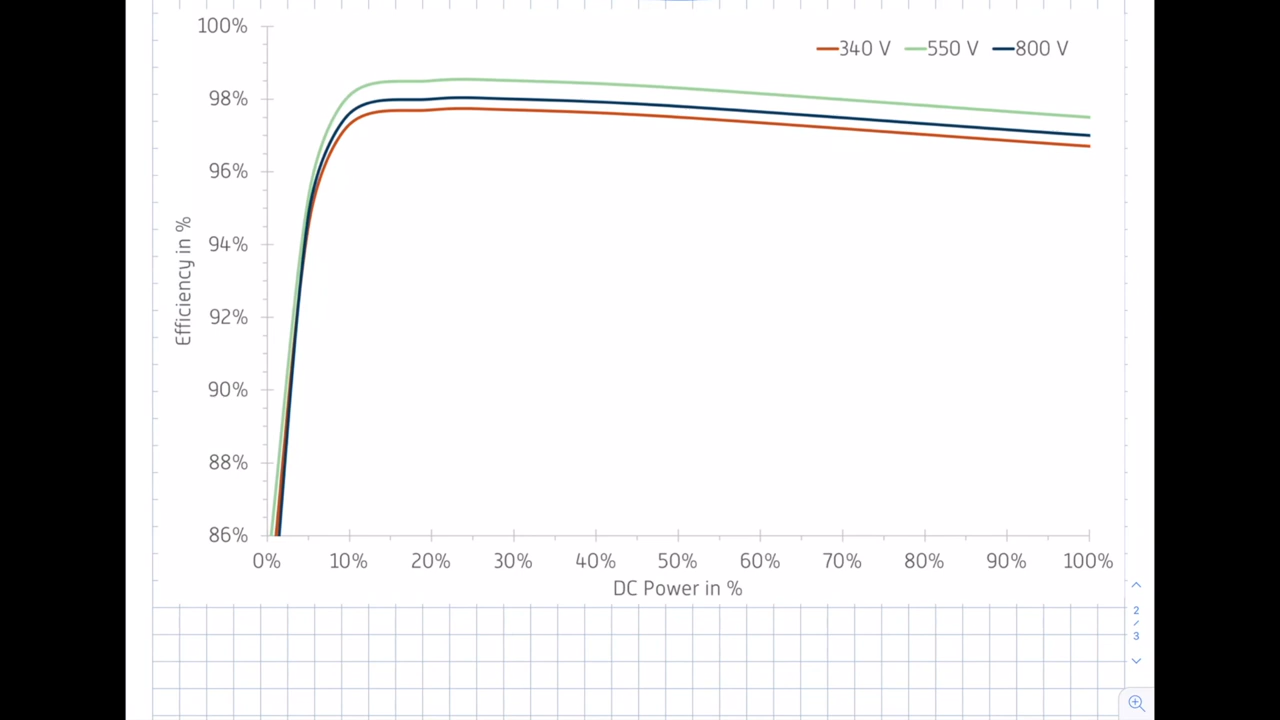 100%
340 V 550 V 800 V
98%
96%
94%
92%
90%
88%
86%
Efficiency in %
0% 10% 20% 30% 40% 50% 60% 70% 80% 90% 100%
DC Power in %
2
/
3